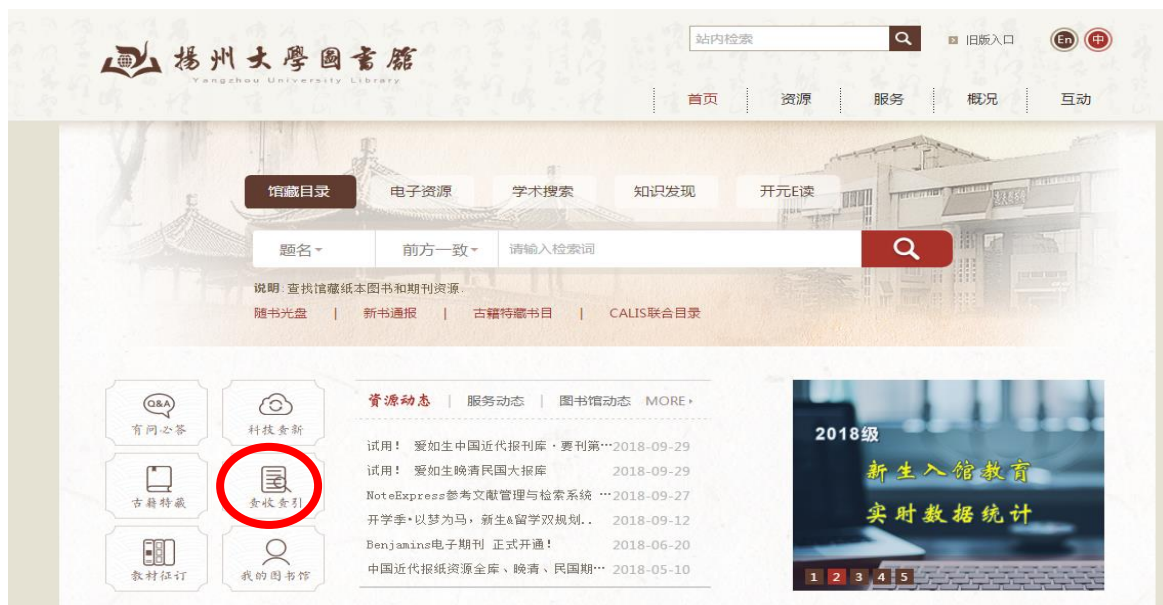 揚州大學圖書館
Yangzhou University Library
站内检索
旧版入口
En 中
首页 资源 服务 概况 互动
馆藏目录 电子资源 学术搜索 知识发现 开元E读
题名 前方一致 请输入检索词
说明:查找馆藏纸本图书和期刊资源.
随书光盘 | 新书通报 | 古籍特藏书目 | CALIS联合目录
Q&A
有问必答 科技查新
古籍特藏 查收查引
教材征订 我的图书馆
资源动态 | 服务动态 | 图书馆动态 MORE
试用! 爱如生中国近代报刊库·要刊第…2018-09-29
试用! 爱如生晚清民国大报库 2018-09-29
NoteExpress参考文献管理与检索系统 …2018-09-27
开学季•以梦为马，新生&留学双规划.. 2018-09-12
Benjamins电子期刊 正式开通! 2018-06-20
中国近代报纸资源全库、晚清、民国期… 2018-05-10
2018级
新生入馆教育
实时数据统计
1 2 3 4 5